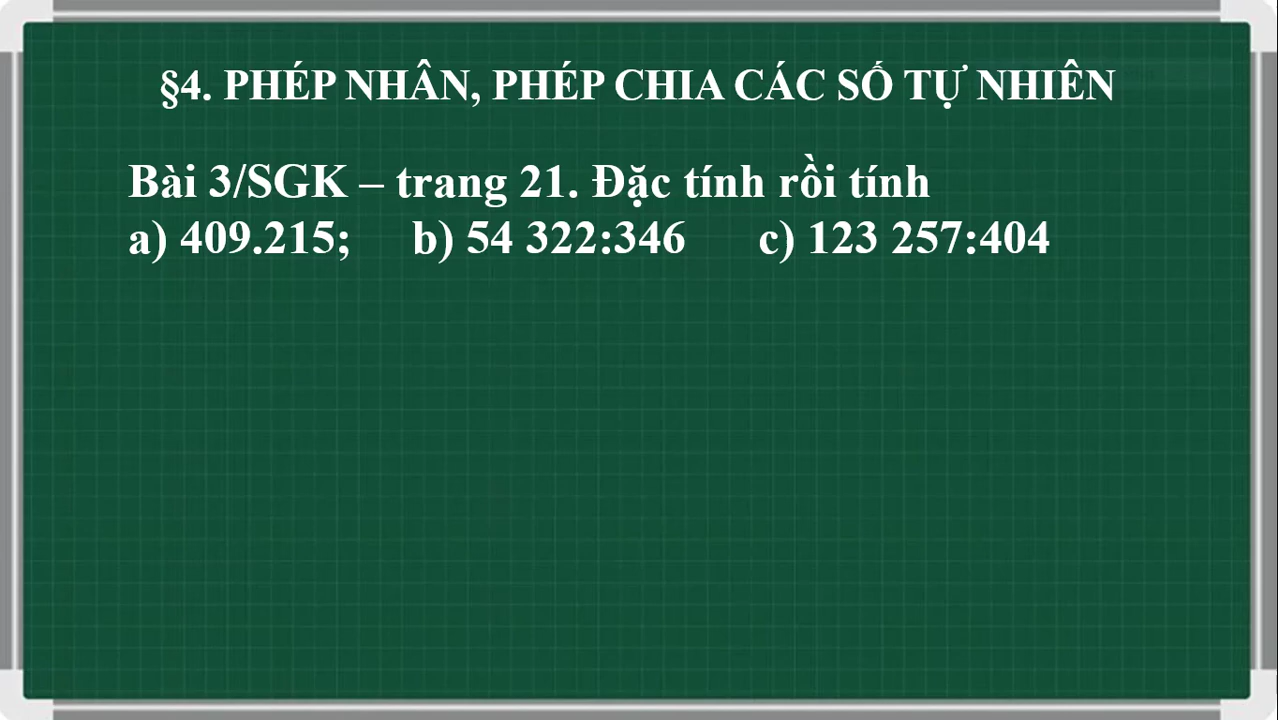 §4. PHÉP NHÂN, PHÉP CHIA CÁC SỐ TỰ NHIÊN
Bài 3/SGK – trang 21. Đặc tính rồi tính
a) 409.215; b) 54 322:346 c) 123 257:404